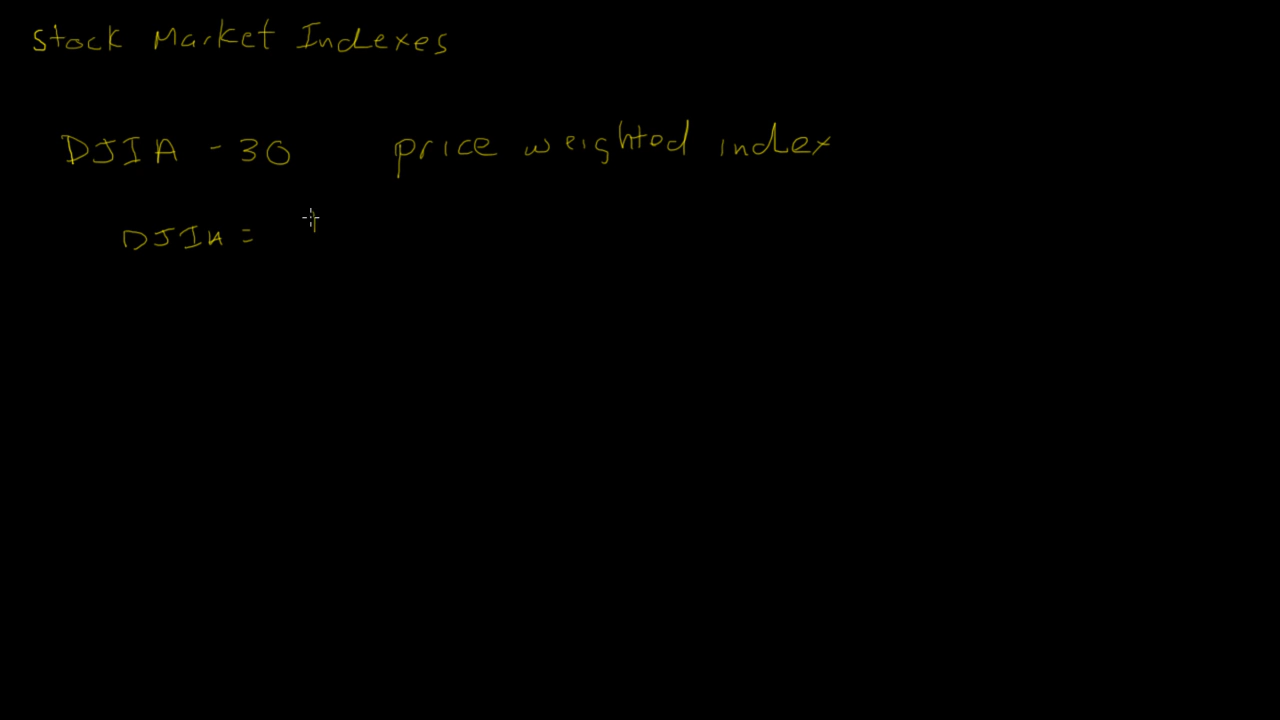 Stock Market Indexes
DJIA - 30 price weighted index
DJIA =